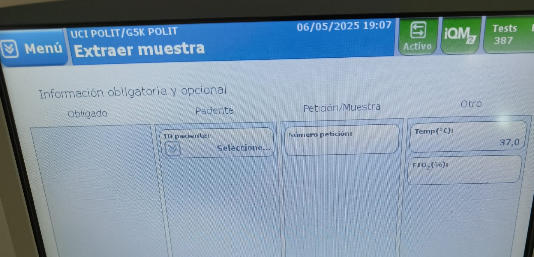 UCI POLIT/G5K POLIT
06/05/2025 19:07
Menú
Extraer muestra
Activo
iQM2
Tests
387
Información obligatoria y opcional
Obligado
Paciente
Petición/Muestra
Otro
ID paciente:
Seleccione...
Número petición:
Temp(°C):
37,0
FIO2(%):